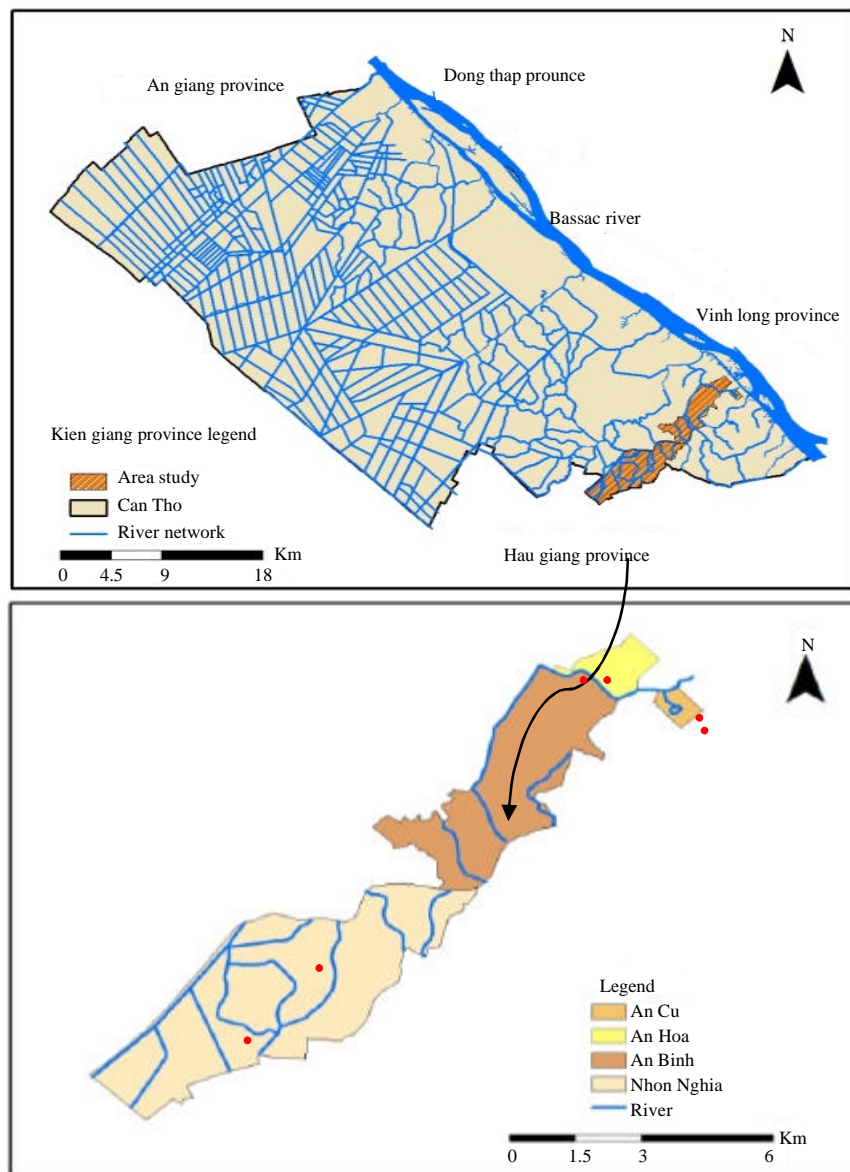 N
Dong thap prounce
An giang province
Bassac river
Vinh long province
Kien giang province legend
Area study
Can Tho
River network
Km
0 4.5 9 18
Hau giang province
N
Legend
An Cu
An Hoa
An Binh
Nhon Nghia
River
Km
0 1.5 3 6